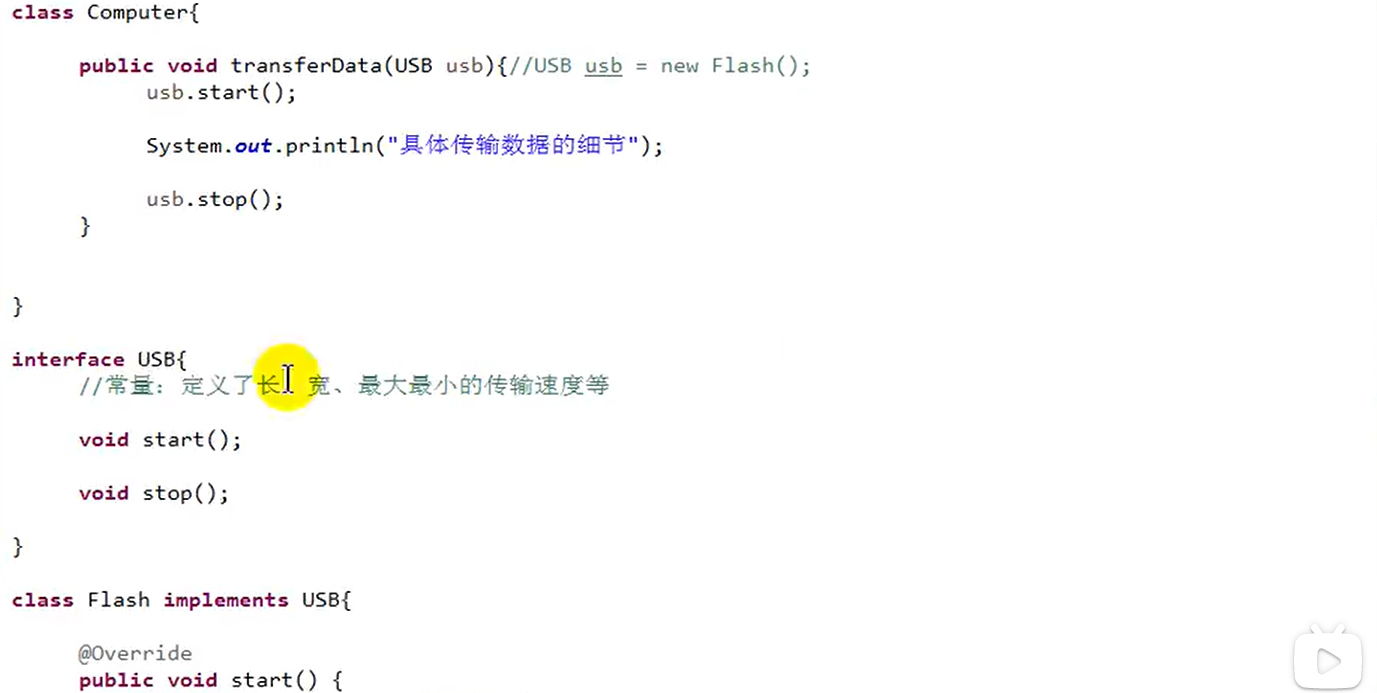 class Computer{
public void transferData(USB usb){//USB usb = new Flash();
usb.start();
System.out.println("具体传输数据的细节");
usb.stop();
}
}
interface USB{
//常量：定义了长、宽、最大最小的传输速度等
void start();
void stop();
}
class Flash implements USB{
@Override
public void start() {